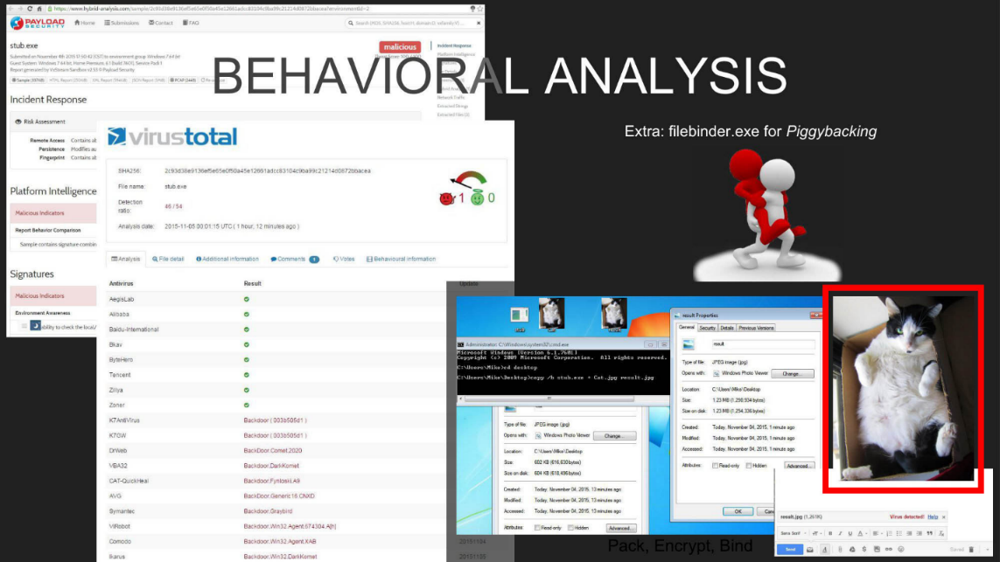 https://www.hybrid-analysis.com/sample/2c93d38e9136ef5e65e0f50a45e12661adcc83104c9ba99c21214d0872bbacea?environmentId=2
PAYLOAD SECURITY
Home
Submissions
Contact
FAQ
stub.exe
malicious
Incident Response
BEHAVIORAL ANALYSIS
Incident Response
Extracted Strings
Extracted Files
Risk Assessment
Remote Access Contains ab
Persistence Modifies au
Fingerprint Contains ab
Platform Intelligence
Malicious Indicators
Report Behavior Comparison
Sample contains signature combin
Signatures
Malicious Indicators
Environment Awareness
ability to check the local/
virustotal
SHA256: 2c93d38e9136ef5e65e0f50a45e12661adcc83104c9ba99c21214d0872bbacea
File name: stub.exe
Detection ratio: 46 / 54
Analysis date: 2015-11-05 00:01:15 UTC ( 1 hour, 12 minutes ago )
1 0
Analysis
File detail
Additional information
Comments 1
Votes
Behavioural information
Antivirus Result Update
AegisLab
Alibaba
Baidu-International
Bkav
ByteHero
Tencent
Zillya
Zoner
K7AntiVirus Backdoor ( 003b505d1 )
K7GW Backdoor ( 003b505d1 )
DrWeb BackDoor.Comet.2020
VBA32 BackDoor.DarkKomet
CAT-QuickHeal Backdoor.Fynloski.A9
AVG BackDoor.Generic16.CNXD
Symantec Backdoor.Graybird
ViRobot Backdoor.Win32.Agent.674304.A[h]
Comodo Backdoor.Win32.Agent.XAB 20151104
Ikarus Backdoor.Win32.DarkKomet 20151105
Extra: filebinder.exe for Piggybacking
stub
Cat
result
Administrator: C:\Windows\system32\cmd.exe
Microsoft Windows [Version 6.1.7601]
Copyright (c) 2009 Microsoft Corporation. All rights reserved.
C:\Users\Mike>cd desktop
C:\Users\Mike\Desktop>copy /b stub.exe + Cat.jpg result.jpg
Type of file: JPEG image (.jpg)
Opens with: Windows Photo Viewer Change...
Location: C:\Users\Mike\Desktop
Size: 602 KB (616,630 bytes)
Size on disk: 604 KB (618,496 bytes)
Created: Today, November 04, 2015, 13 minutes ago
Modified: Today, November 04, 2015, 13 minutes ago
Accessed: Today, November 04, 2015, 13 minutes ago
Attributes: Read-only Hidden Advanced...
result Properties
General Security Details Previous Versions
result
Type of file: JPEG image (.jpg)
Opens with: Windows Photo Viewer Change...
Location: C:\Users\Mike\Desktop
Size: 1.23 MB (1,290,934 bytes)
Size on disk: 1.23 MB (1,294,336 bytes)
Created: Today, November 04, 2015, 1 minute ago
Modified: Today, November 04, 2015, 1 minute ago
Accessed: Today, November 04, 2015, 1 minute ago
Attributes: Read-only Hidden Advanced...
OK Can
result.jpg (1,261K) Virus detected! Help ×
Sans Serif
Send
Saved
Pack, Encrypt, Bind